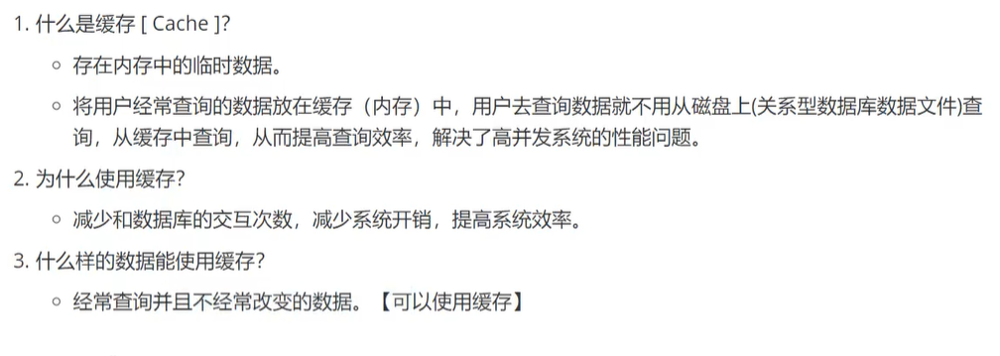 1. 什么是缓存 [ Cache ]?
存在内存中的临时数据。
将用户经常查询的数据放在缓存（内存）中，用户去查询数据就不用从磁盘上(关系型数据库数据文件)查
询，从缓存中查询，从而提高查询效率，解决了高并发系统的性能问题。
2. 为什么使用缓存?
减少和数据库的交互次数，减少系统开销，提高系统效率。
3. 什么样的数据能使用缓存?
经常查询并且不经常改变的数据。【可以使用缓存】